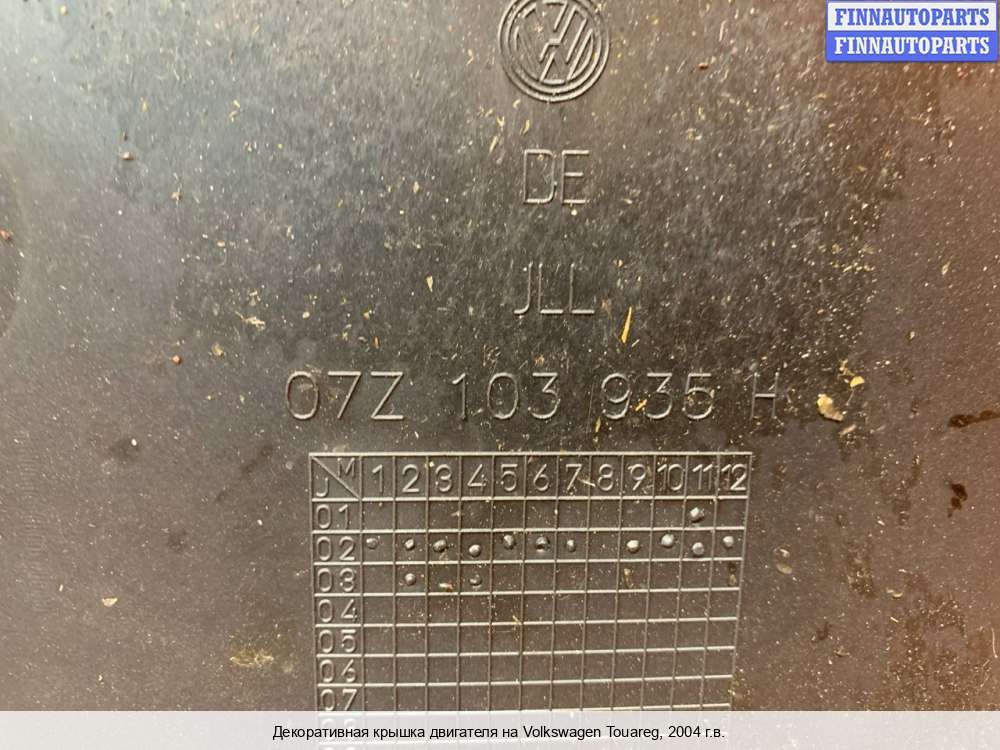 FINNAUTOPARTS
FINNAUTOPARTS
DE
JLL
07Z 103 935 H
J M 1 2 3 4 5 6 7 8 9 10 11 12
01
02
03
04
05
06
07
Декоративная крышка двигателя на Volkswagen Touareg, 2004 г.в.